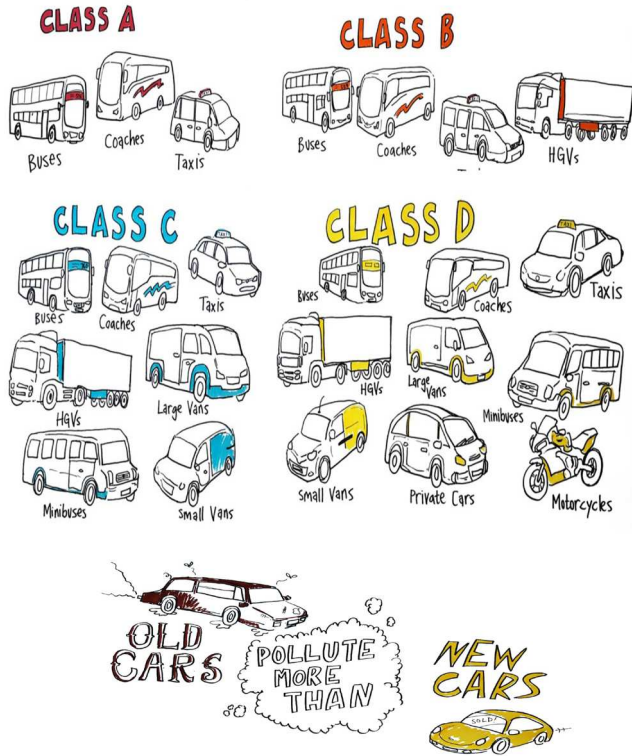 CLASS A
Buses
Coaches
Taxis
CLASS B
Buses
Coaches
HGVs
CLASS C
Buses
Coaches
TAXI
Taxis
HGVs
Large Vans
Minibuses
Small Vans
CLASS D
Buses
Coaches
TAXI
Taxis
HGVs
Large
Vans
Minibuses
Small Vans
Private Cars
Motorcycles
OLD
CARS
POLLUTE
MORE
THAN
NEW
CARS
SOLD!